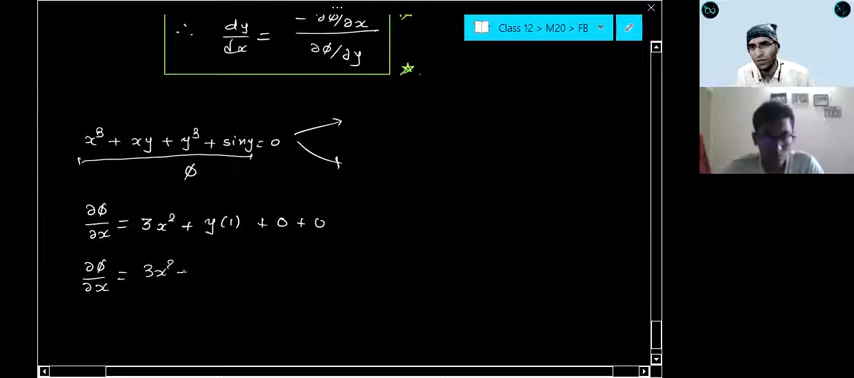 ∴ dy/dx = -∂φ/∂x / ∂φ/∂y
Class 12 > M20 > FB
x³ + xy + y³ + siny = 0
φ
∂φ/∂x = 3x² + y(1) + 0 + 0
∂φ/∂x = 3x² -